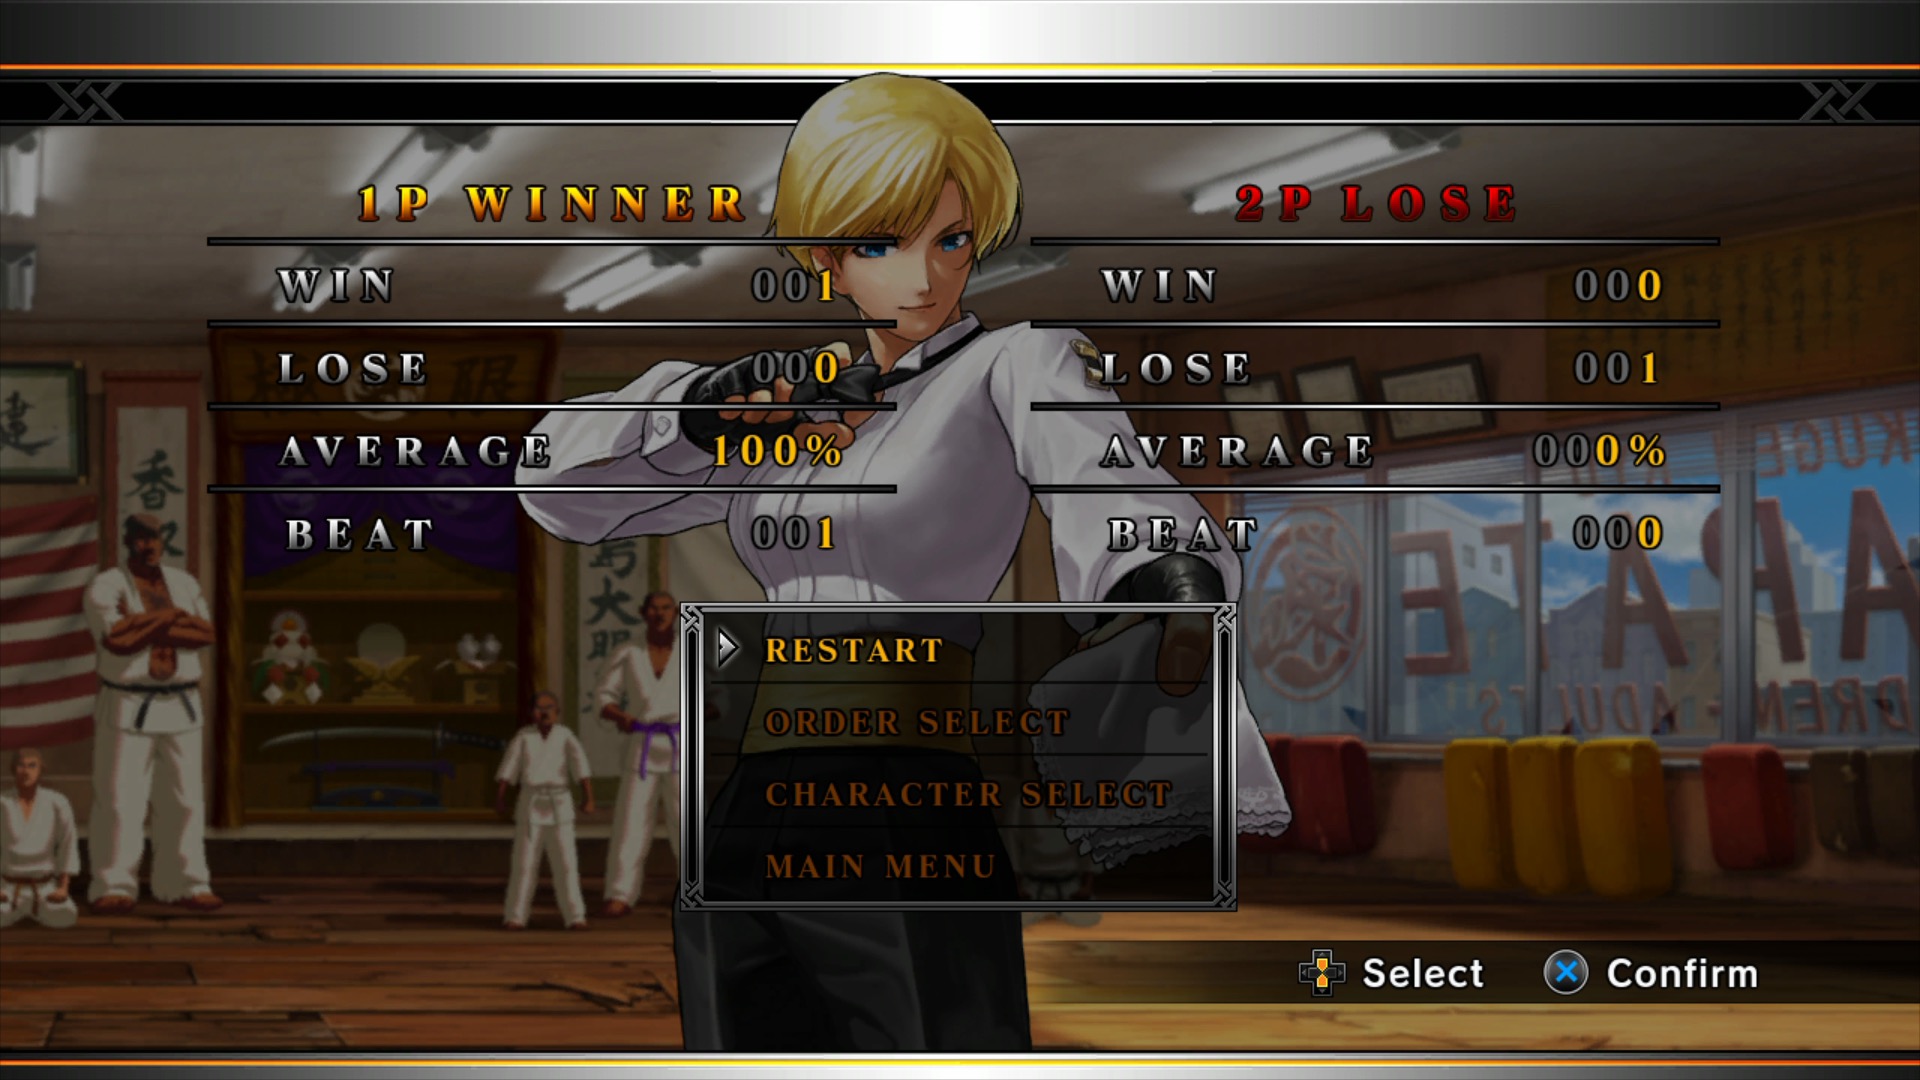 1P WINNER
WIN 001
LOSE 000
AVERAGE 100%
BEAT 001
2P LOSE
WIN 000
LOSE 001
AVERAGE 000%
BEAT 000
RESTART
ORDER SELECT
CHARACTER SELECT
MAIN MENU
Select
Confirm